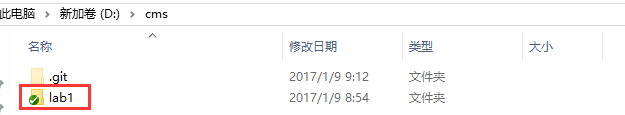 此电脑 > 新加卷 (D:) > cms
名称 修改日期 类型 大小
.git 2017/1/9 9:12 文件夹
lab1 2017/1/9 8:54 文件夹